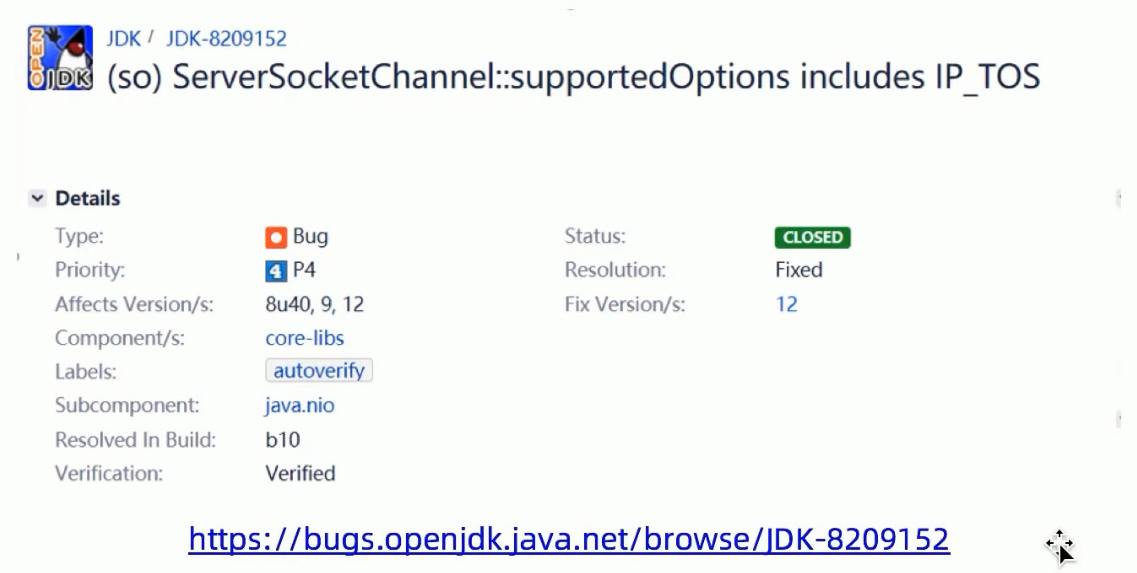 OPEN
JDK
JDK / JDK-8209152
(so) ServerSocketChannel::supportedOptions includes IP_TOS
Details
Type: Bug Status: CLOSED
Priority: 4 P4 Resolution: Fixed
Affects Version/s: 8u40, 9, 12 Fix Version/s: 12
Component/s: core-libs
Labels: autoverify
Subcomponent: java.nio
Resolved In Build: b10
Verification: Verified
https://bugs.openjdk.java.net/browse/JDK-8209152